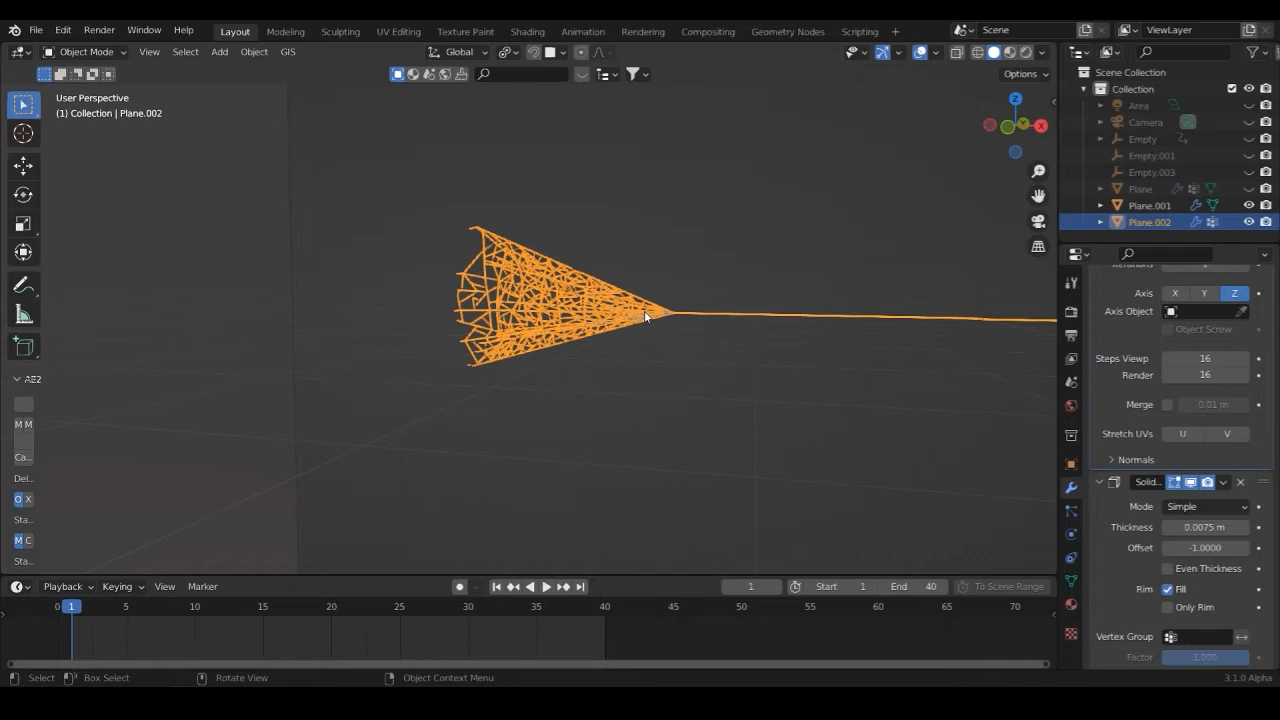 File Edit Render Window Help Layout Modeling Sculpting UV Editing Texture Paint Shading Animation Rendering Compositing Geometry Nodes Scripting + Scene ViewLayer
Object Mode View Select Add Object GIS Global
Options
User Perspective
(1) Collection | Plane.002
Scene Collection
Collection
Area
Camera
Empty
Empty.001
Empty.003
Plane
Plane.001
Plane.002
Z
Y
X
Axis X Y Z
Axis Object
Object Screw
Steps Viewp 16
Render 16
Merge 0.01 m
Stretch UVs U V
Normals
Solid...
Mode Simple
Thickness 0.0075 m
Offset -1.0000
Even Thickness
Rim Fill
Only Rim
Vertex Group
Factor 1.000
M M
Ca...
Del...
O X
Sta...
M C
Sta...
Playback Keying View Marker 1 Start 1 End 40 To Scene Range
0 1 5 10 15 20 25 30 35 40 45 50 55 60 65 70 75
Select Box Select Rotate View Object Context Menu 3.1.0 Alpha